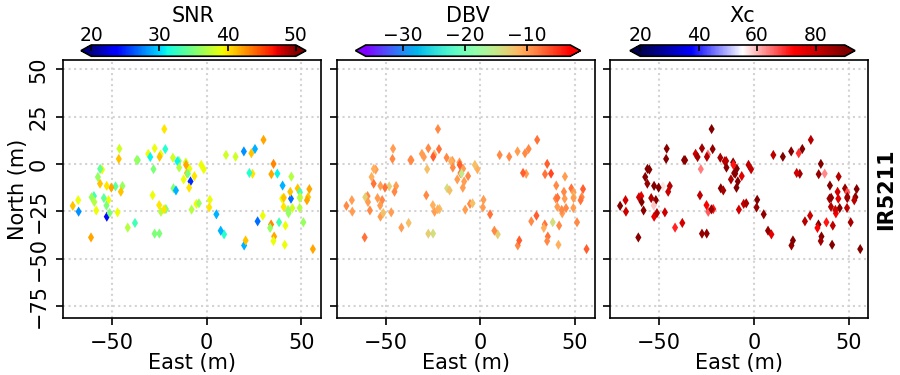 SNR DBV Xc
20 30 40 50 −30 −20 −10 20 40 60 80
50
25
0
−25
−50
−75
North (m)
−50 0 50 −50 0 50 −50 0 50
East (m) East (m) East (m)
IR5211